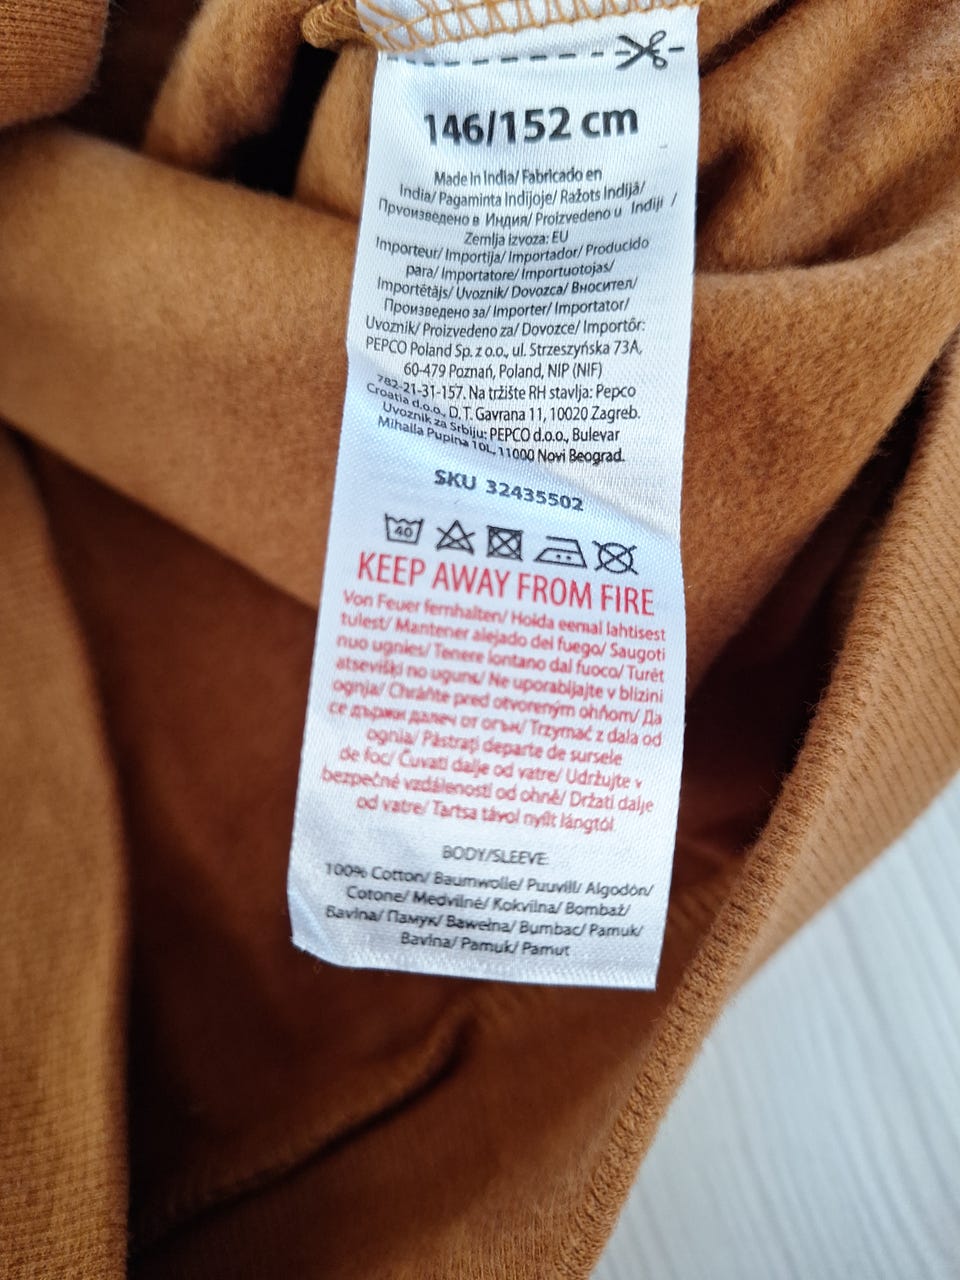 146/152 cm
Made in India/ Fabricado en
India/ Pagaminta Indijoje/ Ražots Indijā/
Прvоизведено в Индия/ Proizvedeno u Indiji /
Zemlja izvoza: EU
Importeur/ Importija/ Importador/ Producido
para/ Importatore/ Importuotojas/
Importētājs/ Uvoznik/ Dovozca/ Вносител/
Произведено за/ Importer/ Importator/
Uvoznik/ Proizvedeno za/ Dovozce/ Importőr:
PEPCO Poland Sp. z o.o., ul. Strzeszyńska 73A,
60-479 Poznań, Poland, NIP (NIF)
782-21-31-157. Na tržište RH stavlja: Pepco
Croatia d.o.o., D. T. Gavrana 11, 10020 Zagreb.
Uvoznik za Srbiju: PEPCO d.o.o., Bulevar
Mihaila Pupina 10L, 11000 Novi Beograd.
SKU 32435502
40
KEEP AWAY FROM FIRE
Von Feuer fernhalten/ Hoida eemal lahtisest
tulest/ Mantener alejado del fuego/ Saugoti
nuo ugnies/ Tenere lontano dal fuoco/ Turēt
atsevišķi no uguns/ Ne uporabljajte v bližini
ognja/ Chráňte pred otvoreným ohňom/ Да
се държи далеч от огън/ Trzymać z dala od
ognia/ Păstraţi departe de sursele
de foc/ Čuvati dalje od vatre/ Udržujte v
bezpečné vzdálenosti od ohně/ Držati dalje
od vatre/ Tartsa távol nyílt lángtól
BODY/SLEEVE:
100% Cotton/ Baumwolle/ Puuvill/ Algodón/
Cotone/ Medvilnė/ Kokvilna/ Bombaž/
Bavlna/ Памук/ Bawełna/ Bumbac/ Pamuk/
Bavlna/ Pamuk/ Pamut